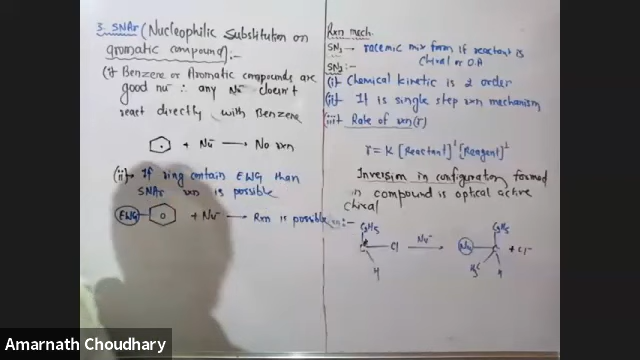 3. SNAr (Nucleophilic Substitution on
aromatic compound):-
(i) Benzene or Aromatic compounds are
good nu- ∴ any Nu- doesn't
react directly with Benzene
+ Nu- → No rxn
(ii) → If ring contain EWG than
SNAr rxn is possible
EWG + Nu- → Rxn is possible
Rxn mech.
SN1 → racemic mix form if reactant is
chiral or O.A
SN2:-
(i) Chemical kinetic is 2 order
(ii) It is single step rxn mechanism
(iii) Rate of rxn(r)
r = K [Reactant]¹ [Reagent]¹
Inversion in configuration formed
in compound is optical active
chiral :-
C2H5 C2H5
C Cl Nu- → Nu C + Cl-
H H3C H
Amarnath Choudhary